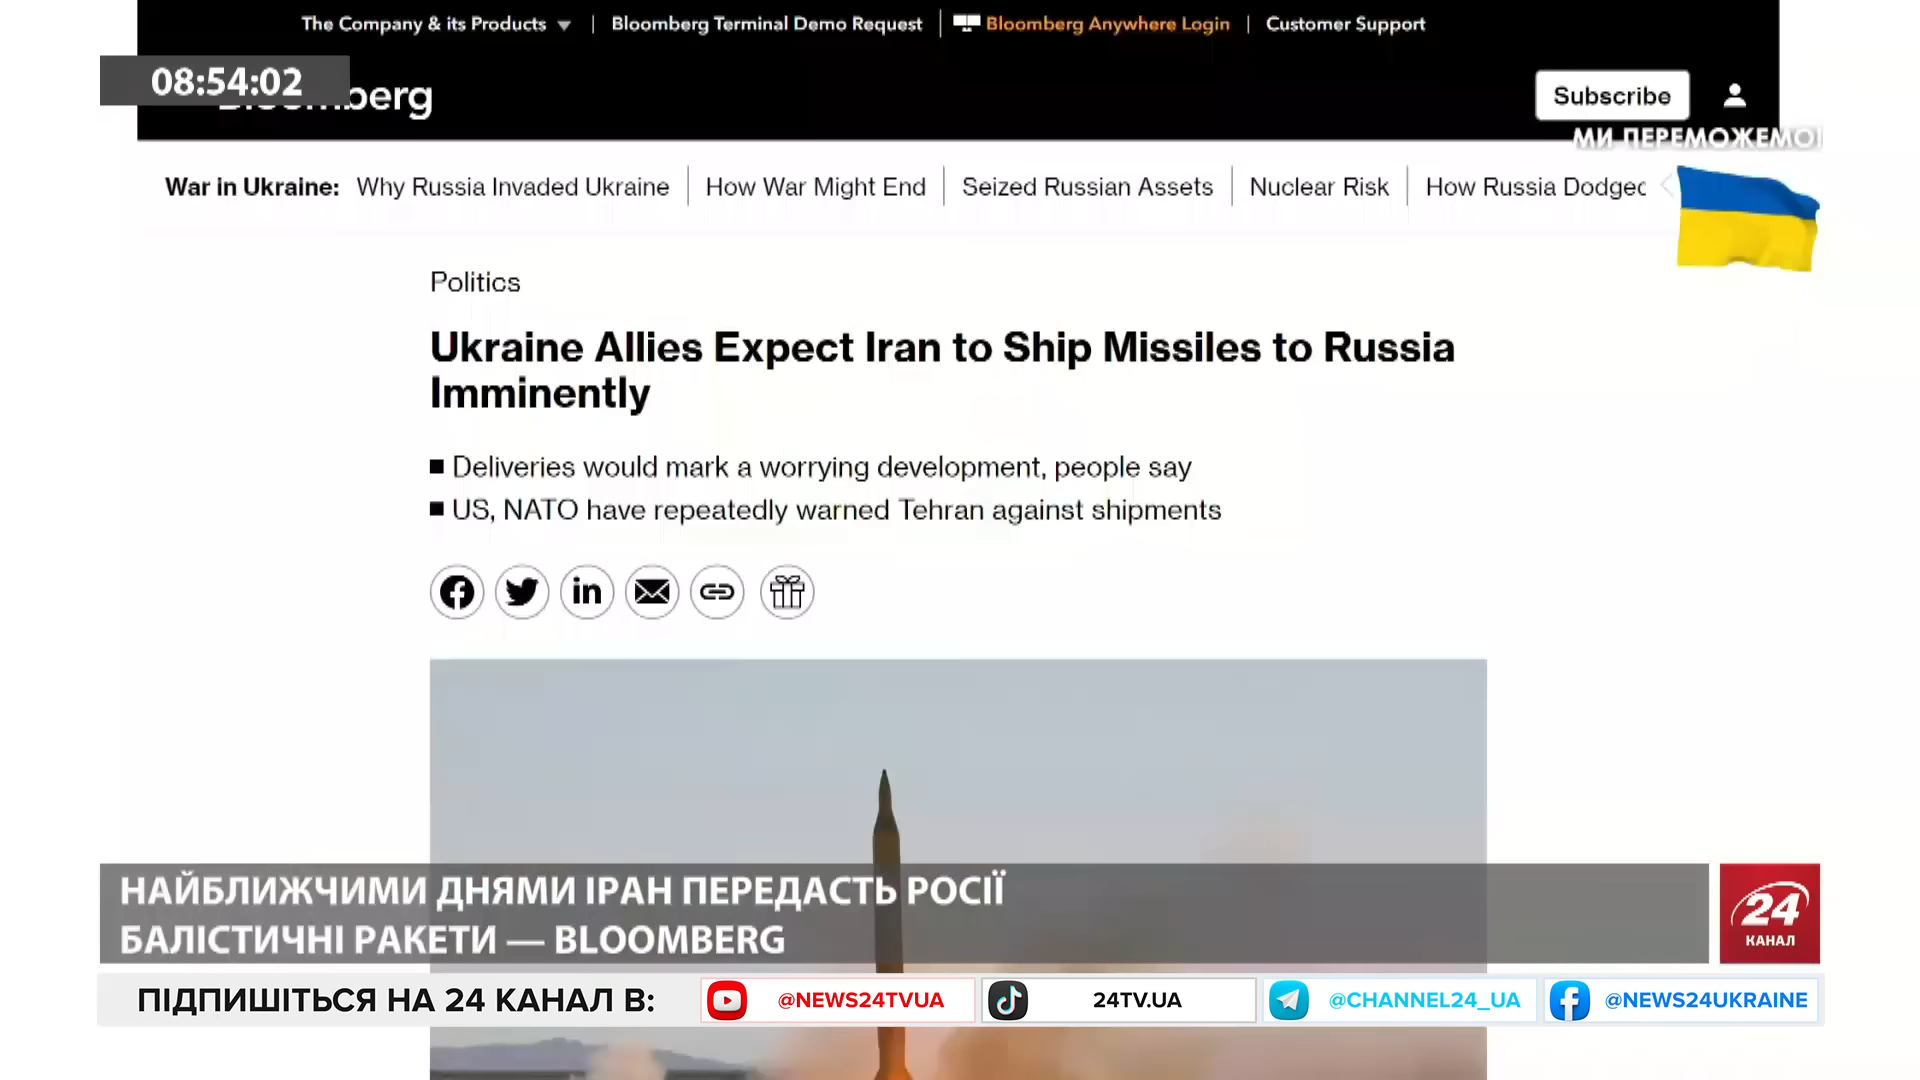 The Company & its Products
Bloomberg Terminal Demo Request
Bloomberg Anywhere Login
Customer Support
08:54:02
Subscribe
War in Ukraine:
Why Russia Invaded Ukraine
How War Might End
Seized Russian Assets
Nuclear Risk
How Russia Dodged
МИ ПЕРЕМОЖЕМО!
Politics
Ukraine Allies Expect Iran to Ship Missiles to Russia
Imminently
Deliveries would mark a worrying development, people say
US, NATO have repeatedly warned Tehran against shipments
in
НАЙБЛИЖЧИМИ ДНЯМИ ІРАН ПЕРЕДАСТЬ РОСІЇ
БАЛІСТИЧНІ РАКЕТИ — BLOOMBERG
24
КАНАЛ
ПІДПИШІТЬСЯ НА 24 КАНАЛ В:
@NEWS24TVUA
24TV.UA
@CHANNEL24_UA
@NEWS24UKRAINE